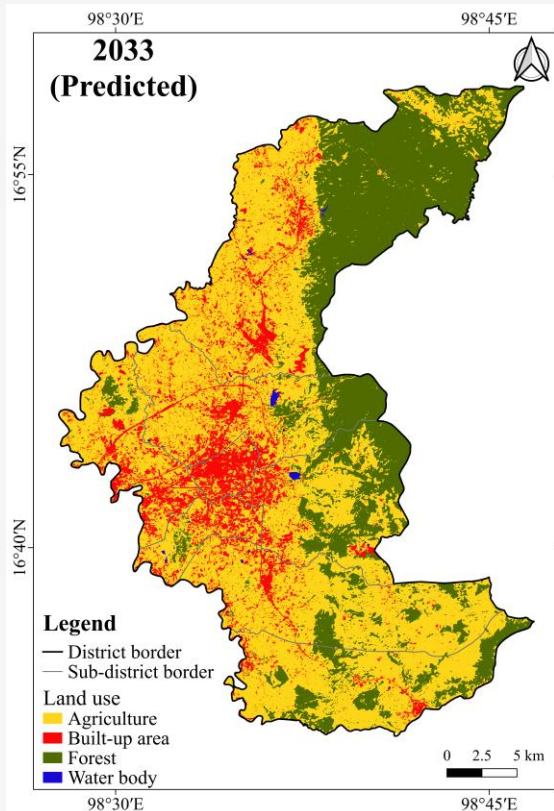 98°30′E 98°45′E
2033
(Predicted)
16°55′N
16°40′N
Legend
District border
Sub-district border
Land use
Agriculture
Built-up area
Forest
Water body
0 2.5 5 km
98°30′E 98°45′E